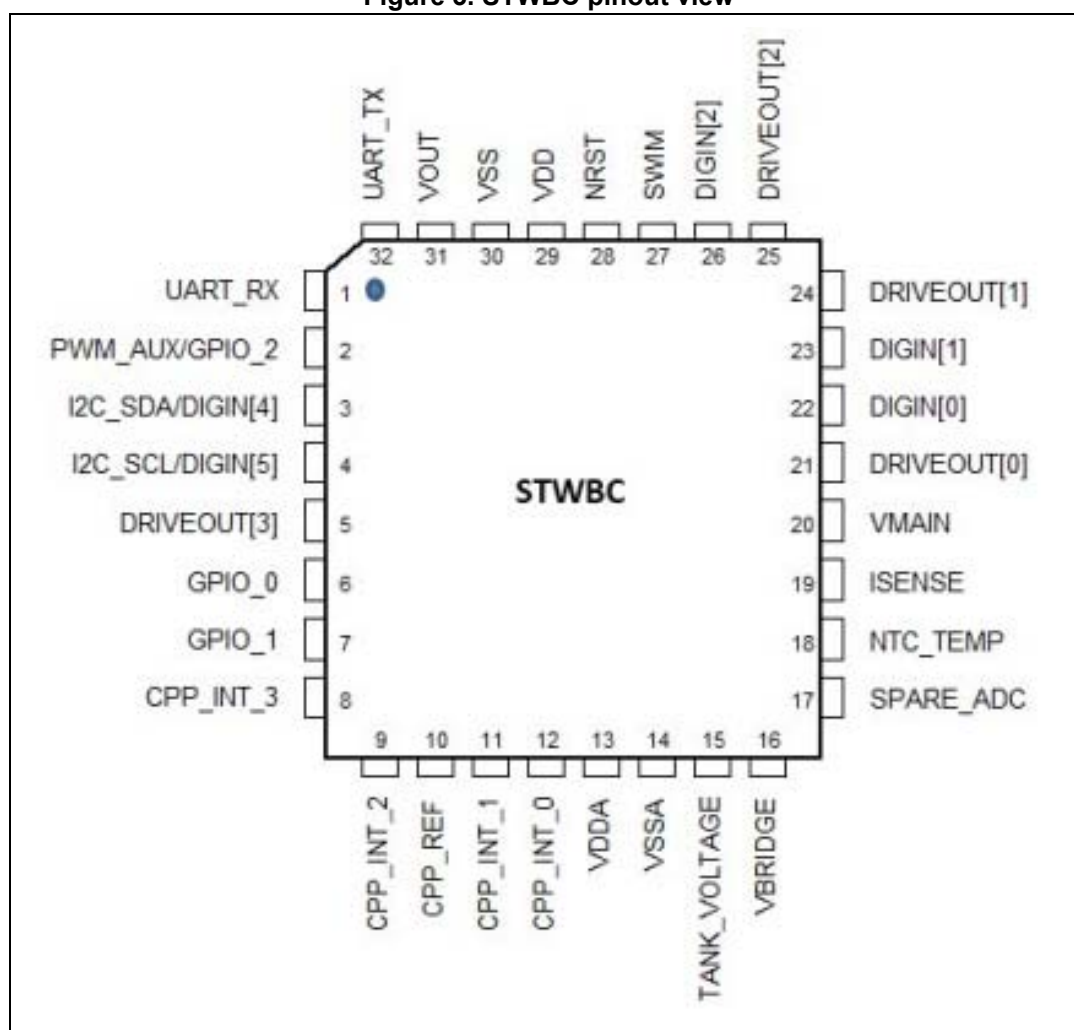 Figure 3. STWBC pinout view
UART_TX
VOUT
VSS
VDD
NRST
SWIM
DIGIN[2]
DRIVEOUT[2]
32 31 30 29 28 27 26 25
UART_RX 1
PWM_AUX/GPIO_2 2
I2C_SDA/DIGIN[4] 3
I2C_SCL/DIGIN[5] 4
DRIVEOUT[3] 5
GPIO_0 6
GPIO_1 7
CPP_INT_3 8
STWBC
24 DRIVEOUT[1]
23 DIGIN[1]
22 DIGIN[0]
21 DRIVEOUT[0]
20 VMAIN
19 ISENSE
18 NTC_TEMP
17 SPARE_ADC
9 10 11 12 13 14 15 16
CPP_INT_2
CPP_REF
CPP_INT_1
CPP_INT_0
VDDA
VSSA
TANK_VOLTAGE
VBRIDGE